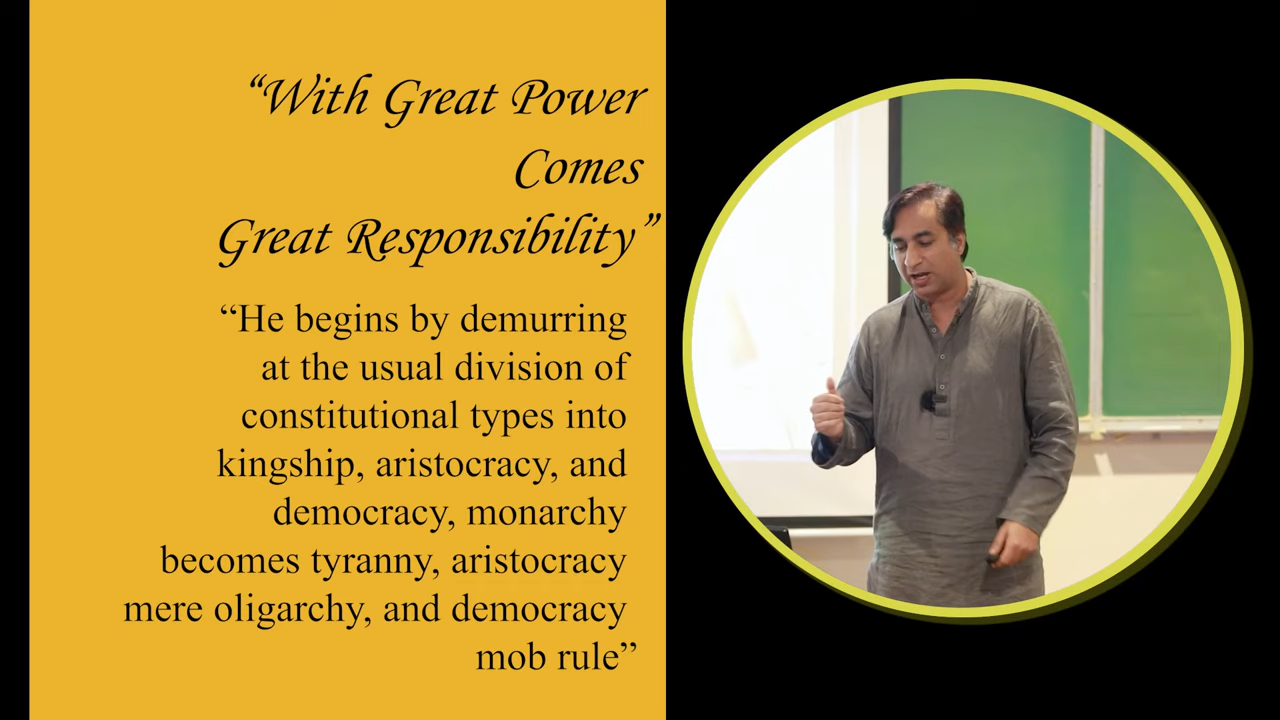 “With Great Power
Comes
Great Responsibility”
“He begins by demurring
at the usual division of
constitutional types into
kingship, aristocracy, and
democracy, monarchy
becomes tyranny, aristocracy
mere oligarchy, and democracy
mob rule”